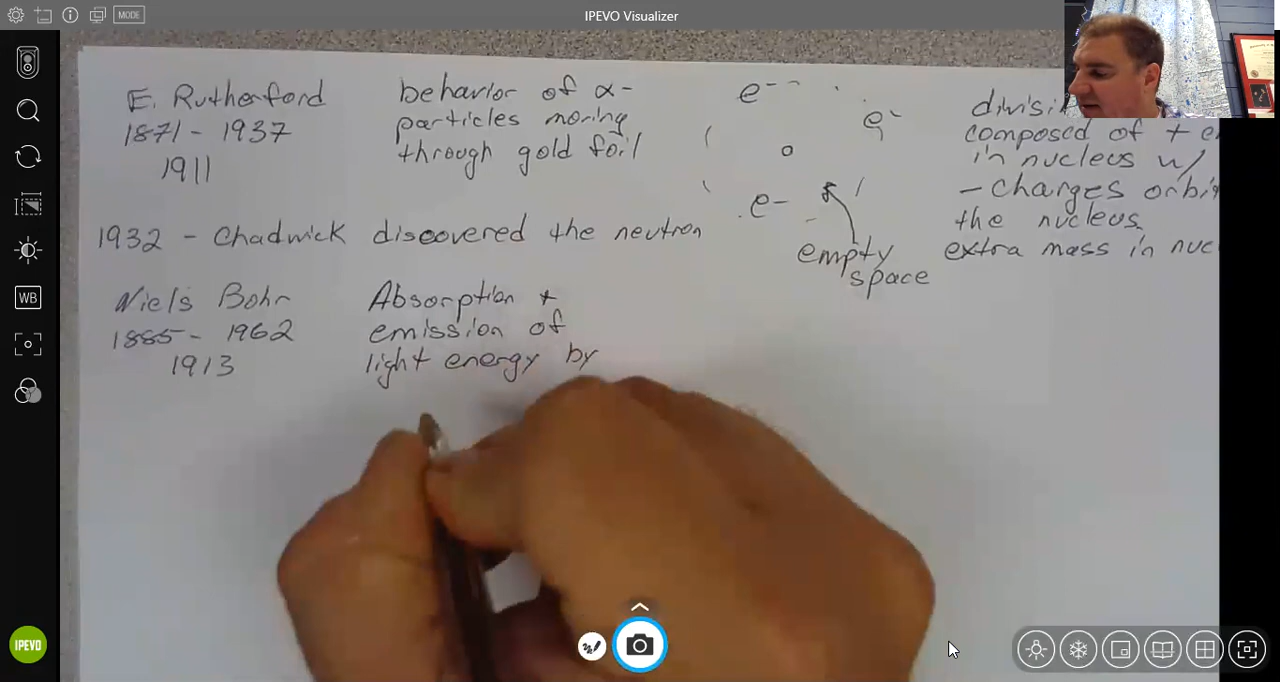 MODE
IPEVO Visualizer
E. Rutherford
1871 - 1937
1911
behavior of α-
particles moving
through gold foil
e-
e-
e-
empty
space
composed of +
in nucleus w/
- charges
the nucleus.
extra mass in
1932 - Chadwick discovered the neutron
Niels Bohr
1885 - 1962
1913
Absorption +
emission of
light energy by
WB
IPEVO